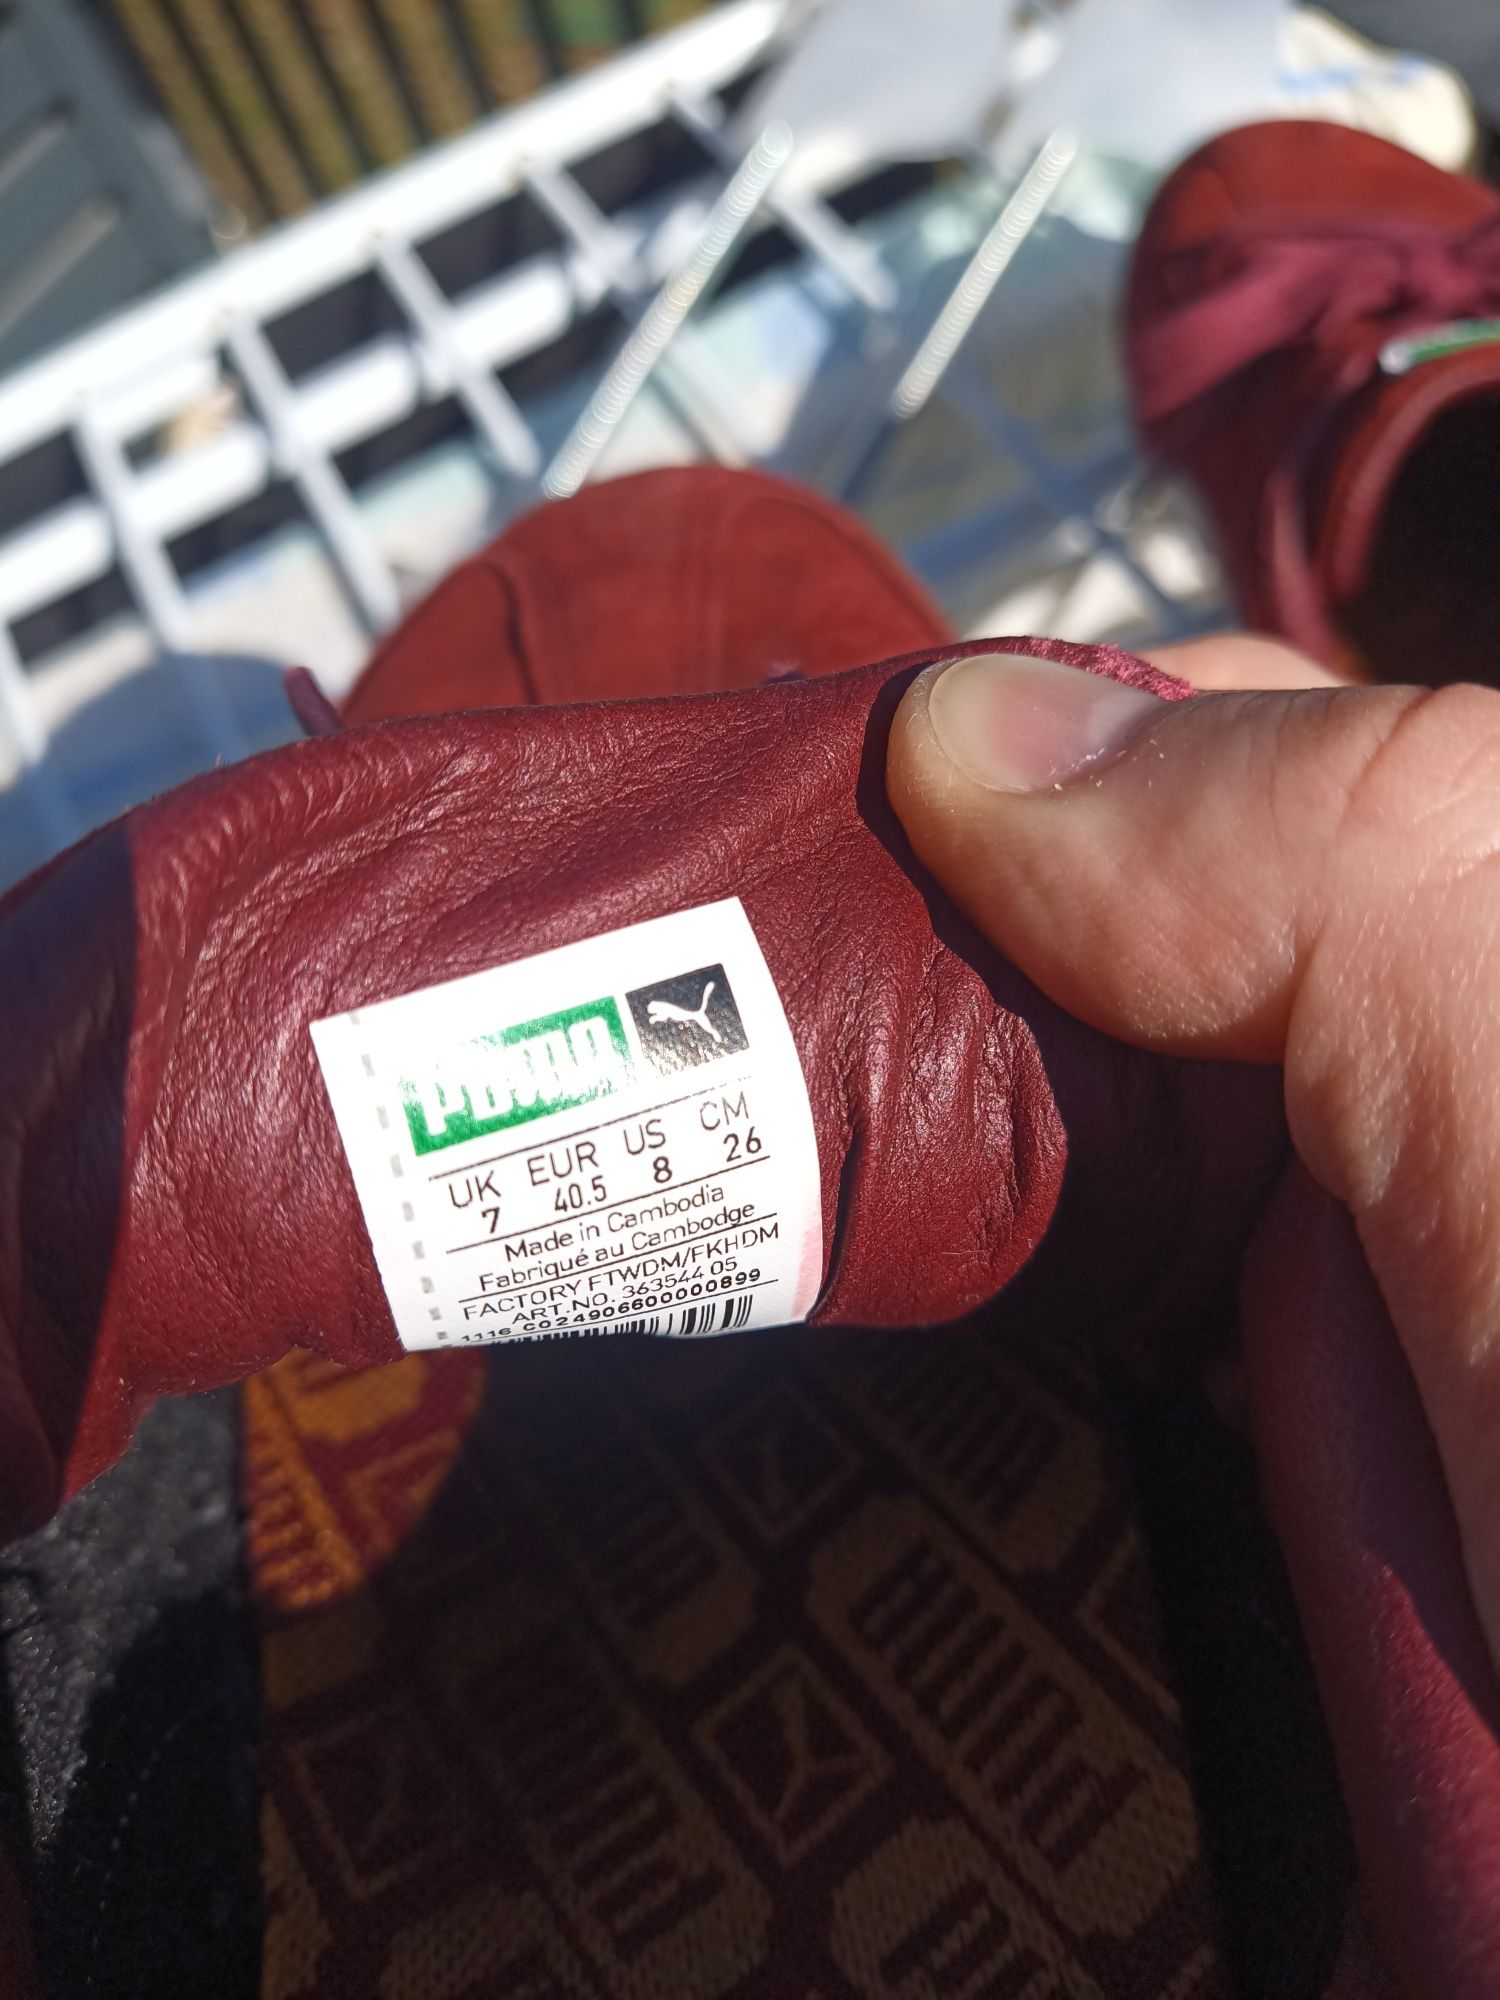 PUMA
UK EUR US CM
7 40.5 8 26
Made in Cambodia
Fabriqué au Cambodge
FACTORY FTWDM/FKHDM
ART.NO. 363544 05
1116 C024906600000899